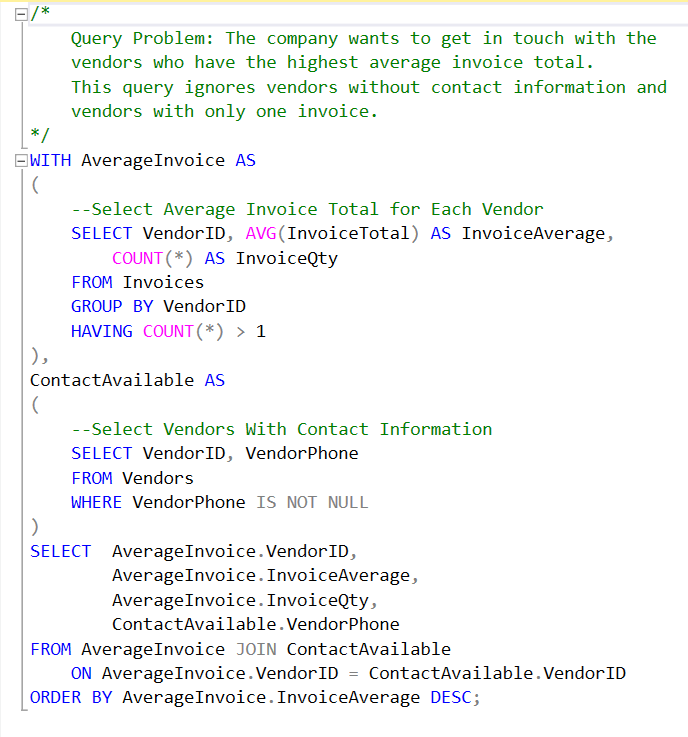 /*
    Query Problem: The company wants to get in touch with the
    vendors who have the highest average invoice total.
    This query ignores vendors without contact information and
    vendors with only one invoice.
*/
WITH AverageInvoice AS
(
    --Select Average Invoice Total for Each Vendor
    SELECT VendorID, AVG(InvoiceTotal) AS InvoiceAverage,
        COUNT(*) AS InvoiceQty
    FROM Invoices
    GROUP BY VendorID
    HAVING COUNT(*) > 1
),
ContactAvailable AS
(
    --Select Vendors With Contact Information
    SELECT VendorID, VendorPhone
    FROM Vendors
    WHERE VendorPhone IS NOT NULL
)
SELECT  AverageInvoice.VendorID,
        AverageInvoice.InvoiceAverage,
        AverageInvoice.InvoiceQty,
        ContactAvailable.VendorPhone
FROM AverageInvoice JOIN ContactAvailable
    ON AverageInvoice.VendorID = ContactAvailable.VendorID
ORDER BY AverageInvoice.InvoiceAverage DESC;